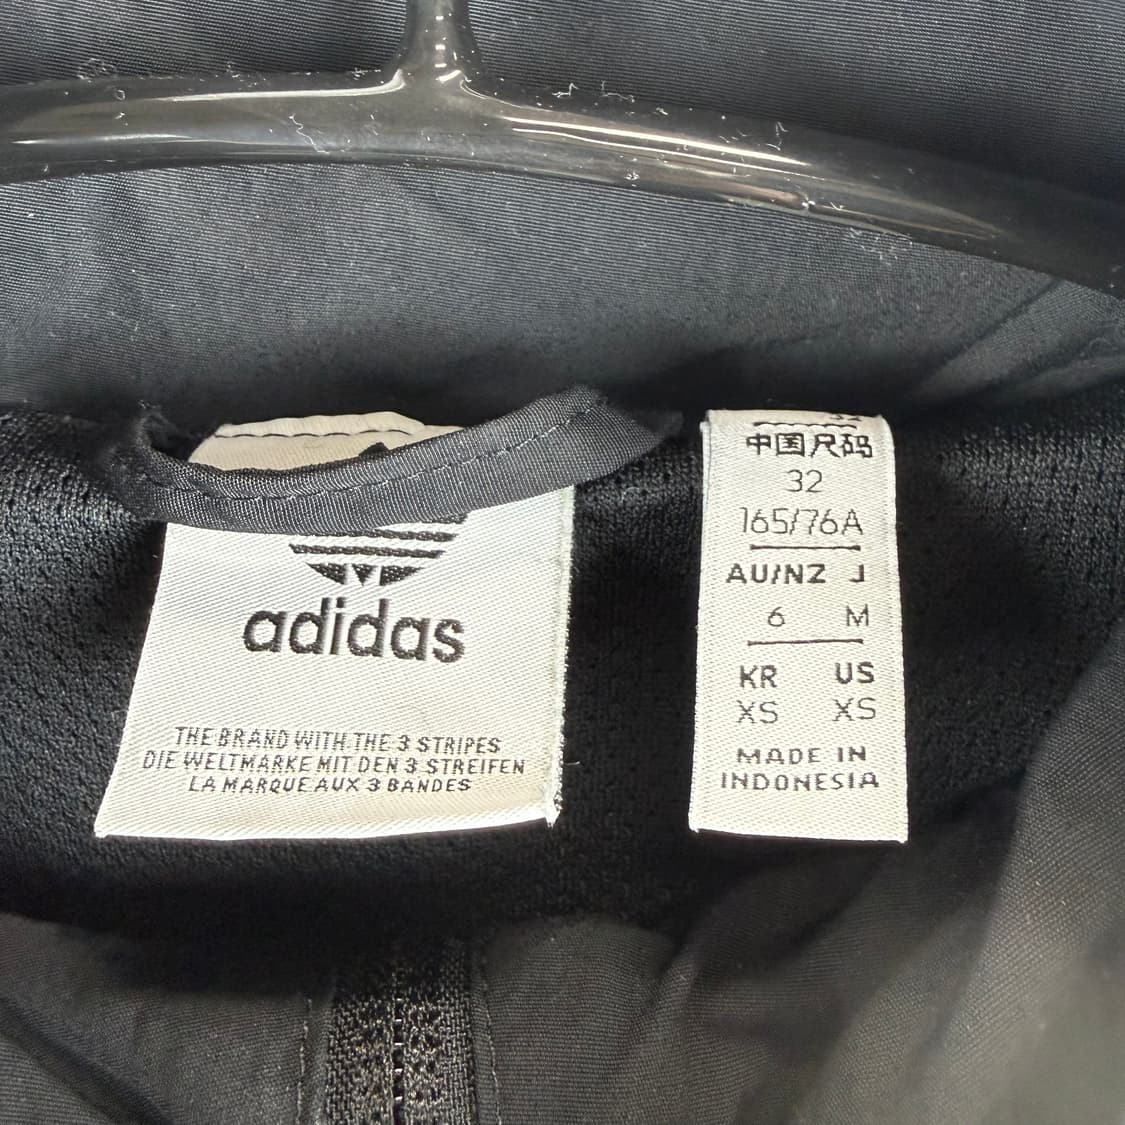 adidas
THE BRAND WITH THE 3 STRIPES
DIE WELTMARKE MIT DEN 3 STREIFEN
LA MARQUE AUX 3 BANDES
中国尺码
32
165/76A
AU/NZ J
6 M
KR US
XS XS
MADE IN
INDONESIA